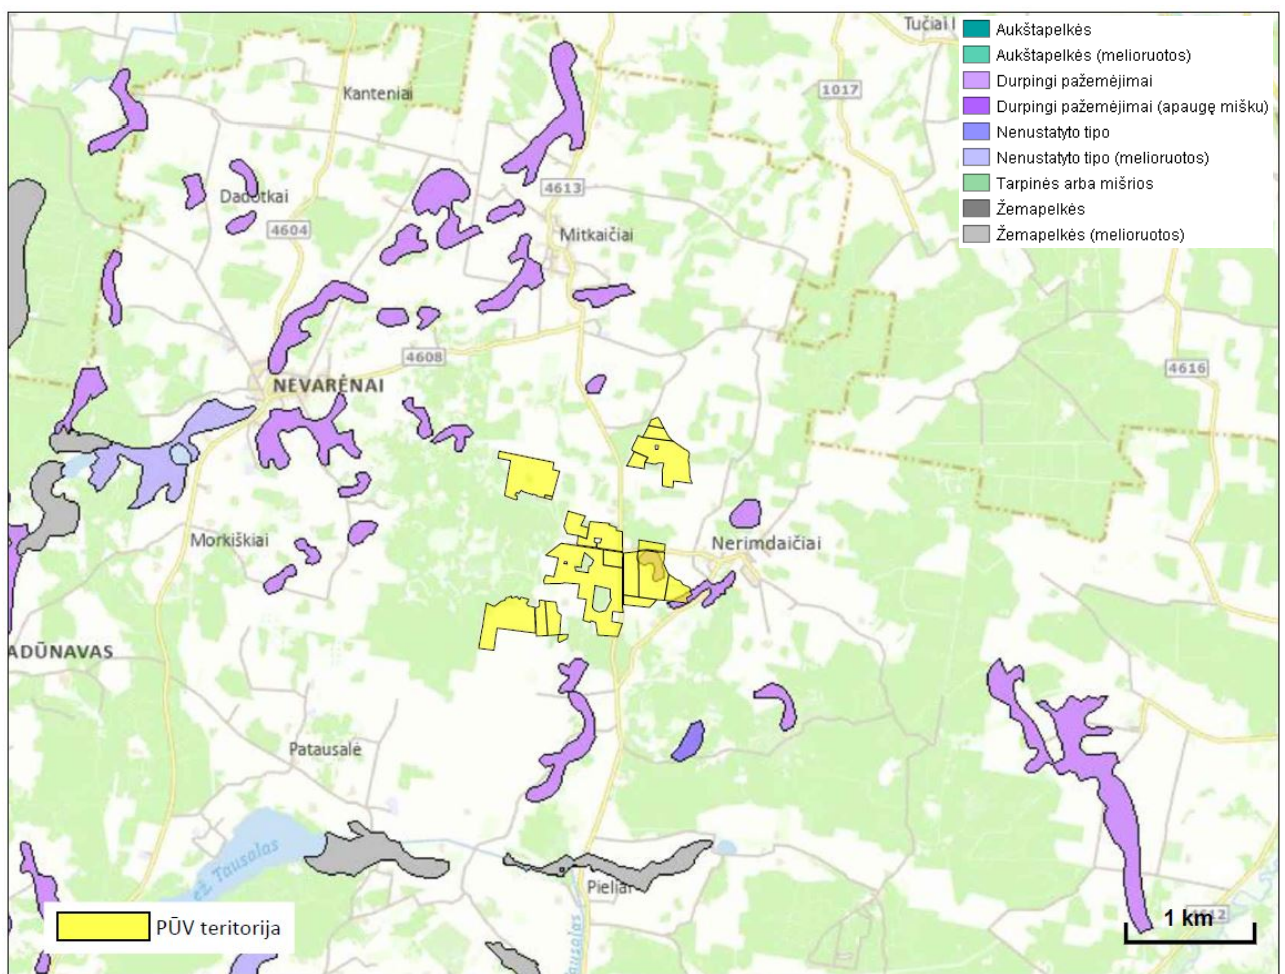 Tučiai I
Aukštapelkės
Aukštapelkės (melioruotos)
Durpingi pažemėjimai
Durpingi pažemėjimai (apaugę mišku)
Nenustatyto tipo
Nenustatyto tipo (melioruotos)
Tarpinės arba mišrios
Žemapelkės
Žemapelkės (melioruotos)
Kanteniai
1017
4613
Dadotkai
4604
Mitkaičiai
4608
4616
NEVARĖNAI
Morkiškiai
Nerimdaičiai
ADŪNAVAS
Patausalė
ež. Tausalas
Pieliai
1 km
PŪV teritorija